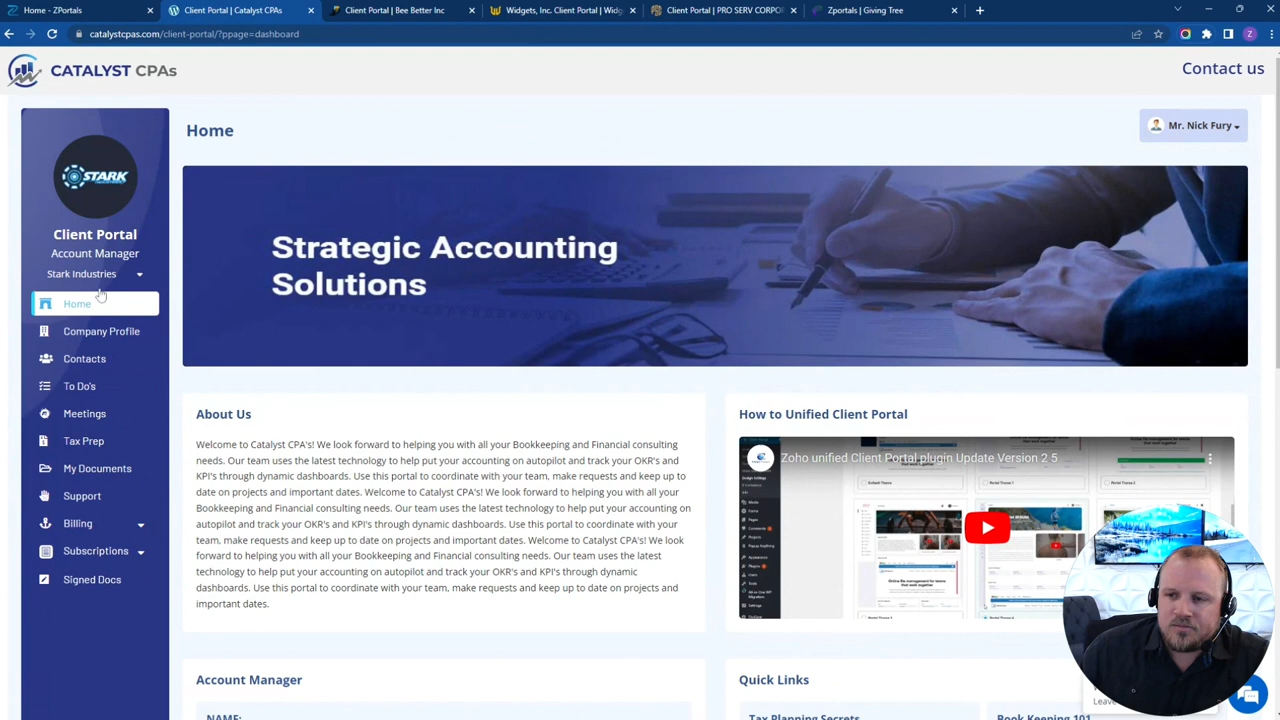 Home - ZPortals
Client Portal | Catalyst CPAs
Client Portal | Bee Better Inc
Widgets, Inc. Client Portal | Widg
Client Portal | PRO SERV CORPO
Zportals | Giving Tree
catalystcpas.com/client-portal/?ppage=dashboard
CATALYST CPAs
Contact us
STARK
Client Portal
Account Manager
Stark Industries
Home
Company Profile
Contacts
To Do's
Meetings
Tax Prep
My Documents
Support
Billing
Subscriptions
Signed Docs
Home
Mr. Nick Fury
Strategic Accounting
Solutions
About Us
Welcome to Catalyst CPA's! We look forward to helping you with all your Bookkeeping and Financial consulting
needs. Our team uses the latest technology to help put your accounting on autopilot and track your OKR's and
KPI's through dynamic dashboards. Use this portal to coordinate with your team, make requests and keep up to
date on projects and important dates. Welcome to Catalyst CPA's! We look forward to helping you with all your
Bookkeeping and Financial consulting needs. Our team uses the latest technology to help put your accounting on
autopilot and track your OKR's and KPI's through dynamic dashboards. Use this portal to coordinate with your
team, make requests and keep up to date on projects and important dates. Welcome to Catalyst CPA's! We look
forward to helping you with all your Bookkeeping and Financial consulting needs. Our team uses the latest
technology to help put your accounting on autopilot and track your OKR's and KPI's through dynamic
dashboards. Use this portal to coordinate with your team, make requests and keep up to date on projects and
important dates.
How to Unified Client Portal
Zoho unified Client Portal plugin Update Version 2 5
Account Manager
NAME:
Quick Links
Tax Planning Secrets
Book Keeping 101
Leave